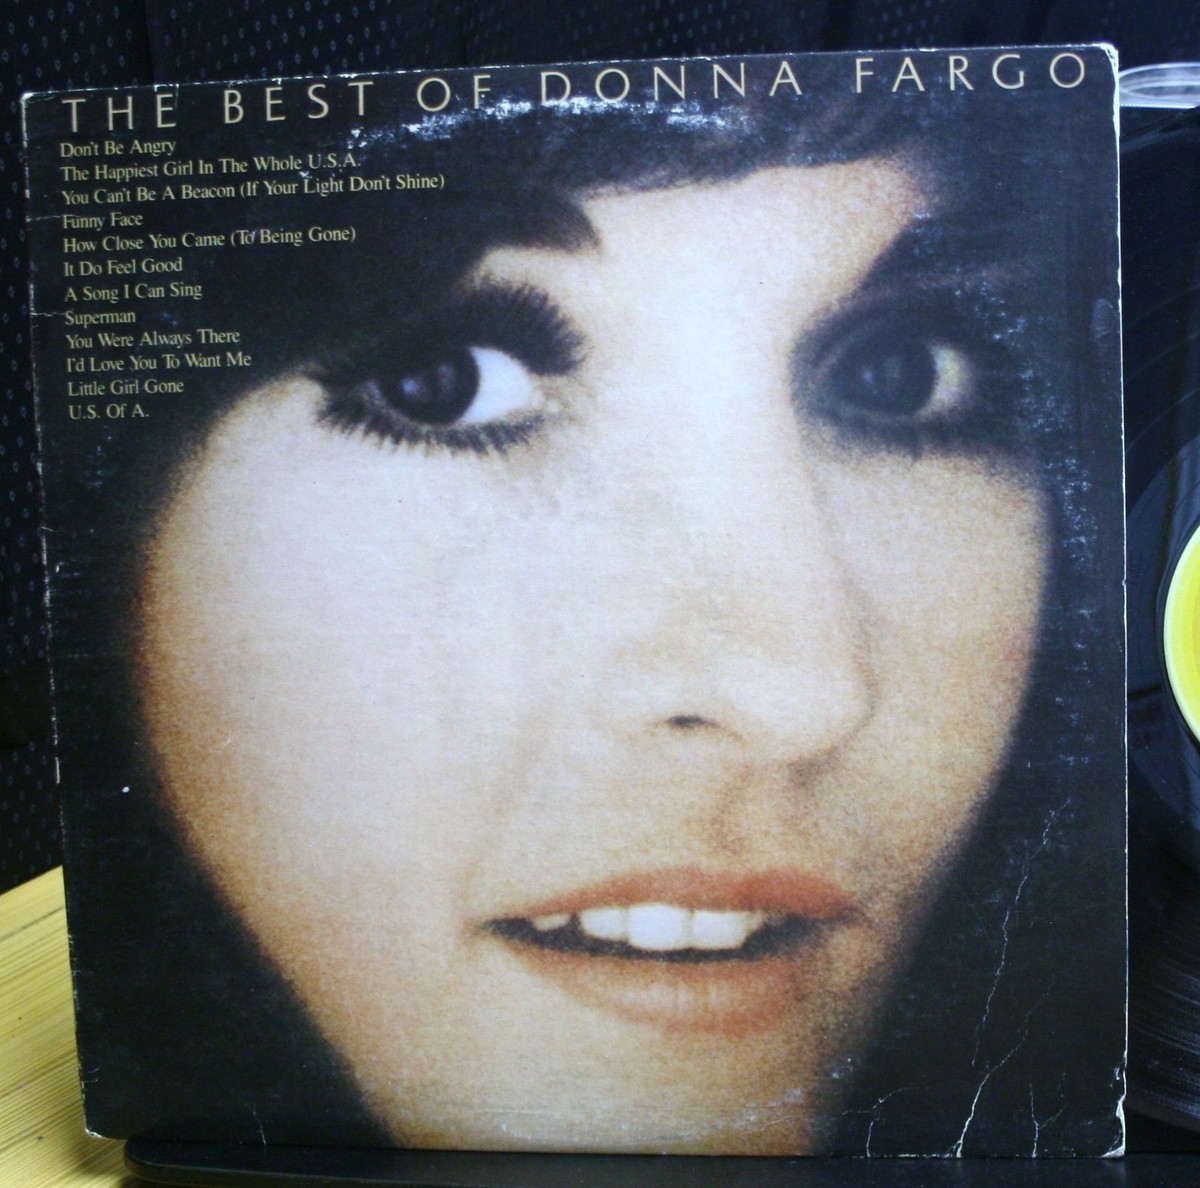 THE BEST OF DONNA FARGO
Don't Be Angry
The Happiest Girl In The Whole U.S.A.
You Can't Be A Beacon (If Your Light Don't Shine)
Funny Face
How Close You Came (To Being Gone)
It Do Feel Good
A Song I Can Sing
Superman
You Were Always There
I'd Love You To Want Me
Little Girl Gone
U.S. Of A.